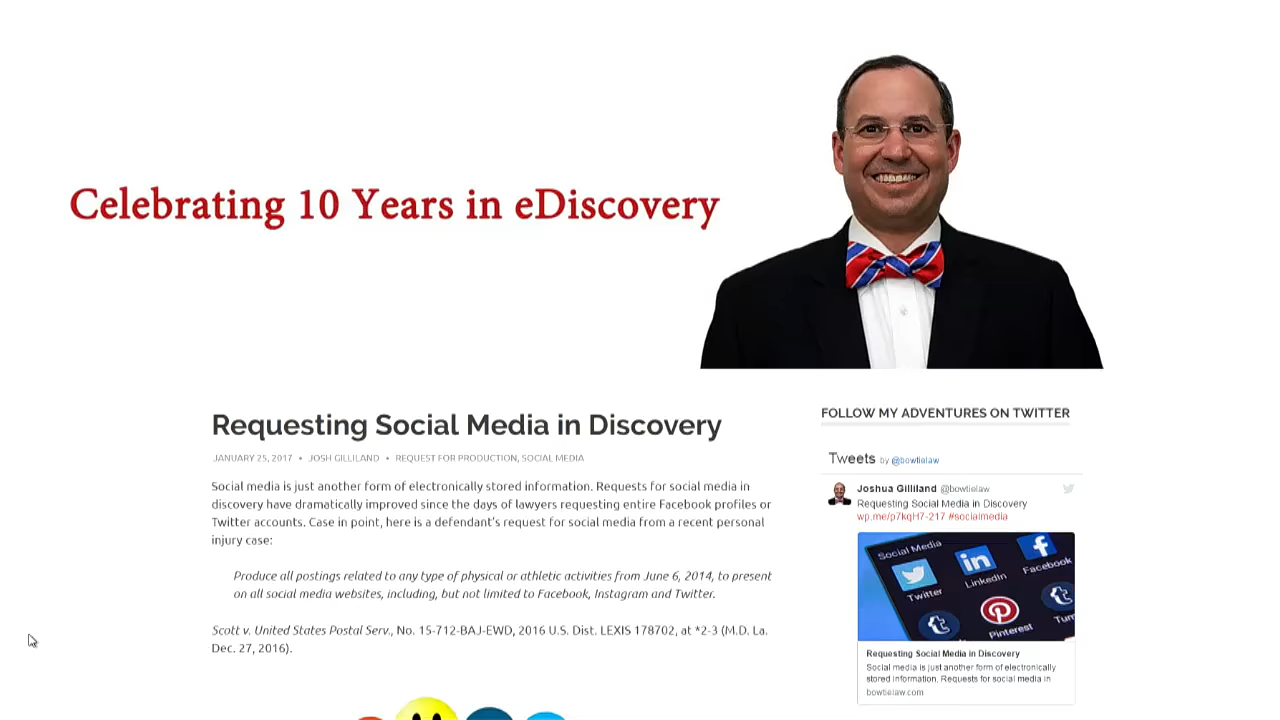 Celebrating 10 Years in eDiscovery
Requesting Social Media in Discovery
JANUARY 25, 2017 • JOSH GILLILAND • REQUEST FOR PRODUCTION, SOCIAL MEDIA
Social media is just another form of electronically stored information. Requests for social media in
discovery have dramatically improved since the days of lawyers requesting entire Facebook profiles or
Twitter accounts. Case in point, here is a defendant's request for social media from a recent personal
injury case:
Produce all postings related to any type of physical or athletic activities from June 6, 2014, to present
on all social media websites, including, but not limited to Facebook, Instagram and Twitter.
Scott v. United States Postal Serv., No. 15-712-BAJ-EWD, 2016 U.S. Dist. LEXIS 178702, at *2-3 (M.D. La.
Dec. 27, 2016).
FOLLOW MY ADVENTURES ON TWITTER
Tweets by @bowtielaw
Joshua Gilliland @bowtielaw
Requesting Social Media in Discovery
wp.me/p7kqH7-217 #socialmedia
Social Media
Twitter
LinkedIn
Facebook
Pinterest
Tum
Requesting Social Media in Discovery
Social media is just another form of electronically
stored information. Requests for social media in
bowtielaw.com